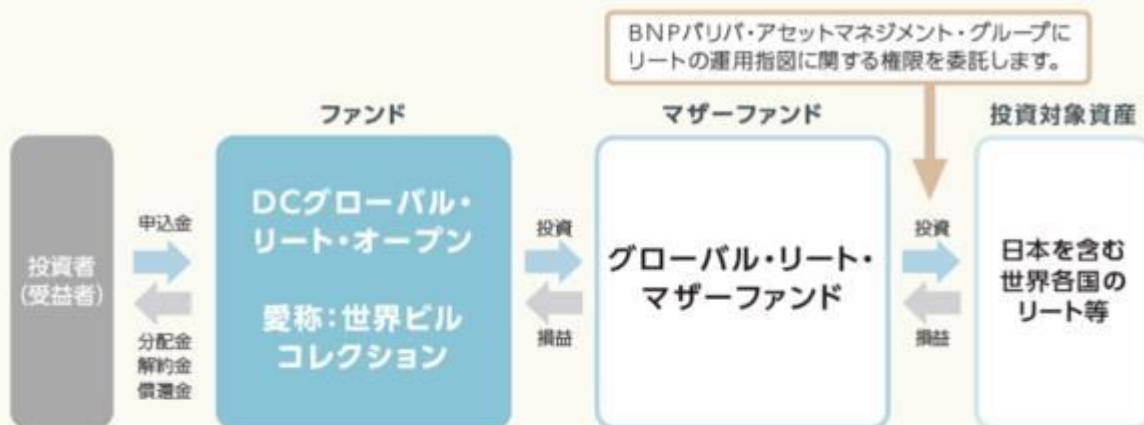 BNPパリバ・アセットマネジメント・グループに
リートの運用指図に関する権限を委託します。
ファンド
マザーファンド
投資対象資産
投資者
(受益者)
申込金
分配金
解約金
償還金
DCグローバル・
リート・オープン
愛称：世界ビル
コレクション
投資
損益
グローバル・リート・
マザーファンド
投資
損益
日本を含む
世界各国の
リート等